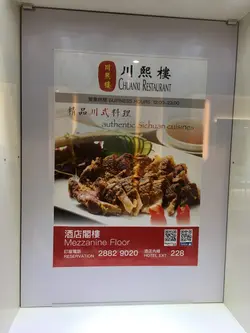 川熙樓
川熙樓
CHUANXI RESTAURANT
精品川式料理
authentic Sichuan cuisines
酒店閣樓
Mezzanine Floor
訂座電話
RESERVATION 2882 9020
酒店內線
HOTEL EXT. 228